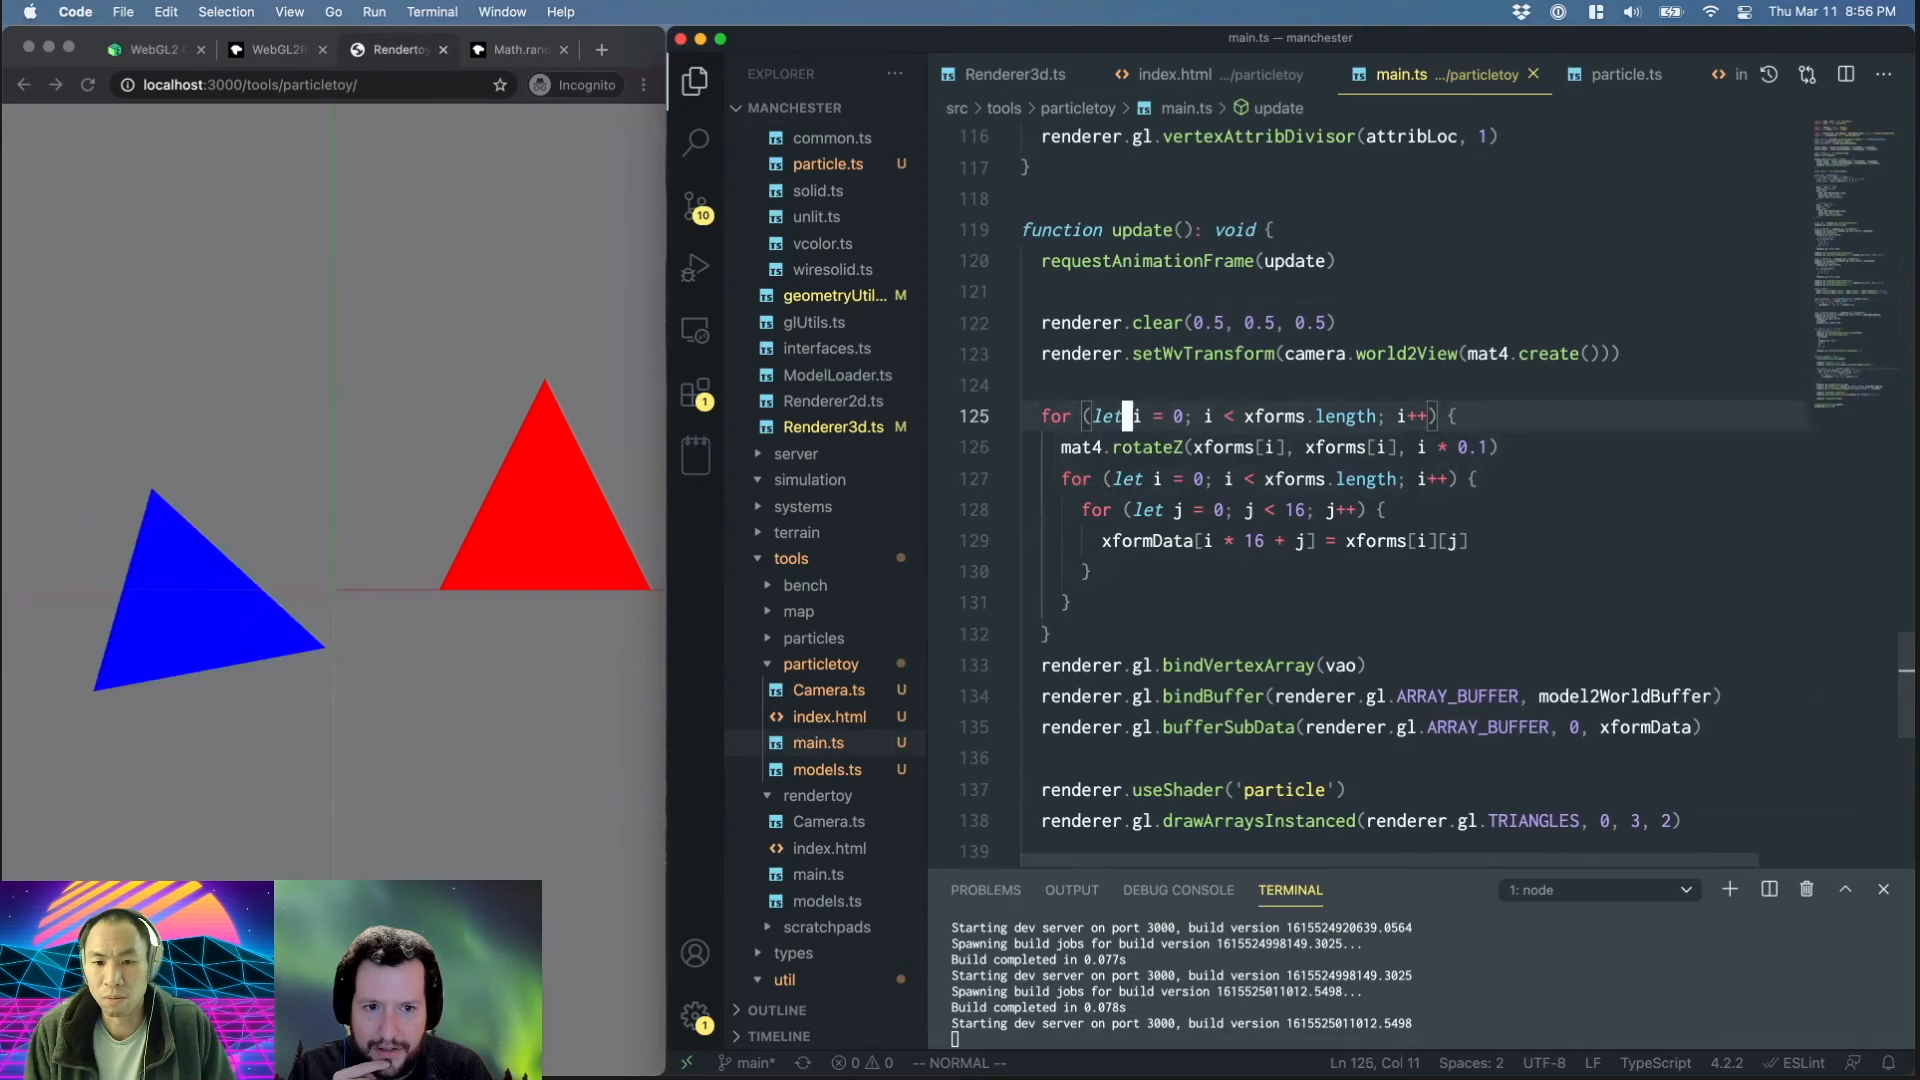 Code File Edit Selection View Go Run Terminal Window Help Thu Mar 11 8:56 PM
WebGL2 WebGL2R Rendertoy Math.ran
localhost:3000/tools/particletoy/ Incognito
main.ts — manchester
EXPLORER
MANCHESTER
common.ts
particle.ts U
solid.ts
unlit.ts
vcolor.ts
wiresolid.ts
geometryUtil... M
glUtils.ts
interfaces.ts
ModelLoader.ts
Renderer2d.ts
Renderer3d.ts M
server
simulation
systems
terrain
tools
bench
map
particles
particletoy
Camera.ts U
index.html U
main.ts U
models.ts U
rendertoy
Camera.ts
index.html
main.ts
models.ts
scratchpads
types
util
OUTLINE
TIMELINE
10
1
1
Renderer3d.ts index.html .../particletoy main.ts .../particletoy particle.ts in
src > tools > particletoy > main.ts > update
116 renderer.gl.vertexAttribDivisor(attribLoc, 1)
117 }
118
119 function update(): void {
120 requestAnimationFrame(update)
121
122 renderer.clear(0.5, 0.5, 0.5)
123 renderer.setWvTransform(camera.world2View(mat4.create()))
124
125 for (let i = 0; i < xforms.length; i++) {
126 mat4.rotateZ(xforms[i], xforms[i], i * 0.1)
127 for (let i = 0; i < xforms.length; i++) {
128 for (let j = 0; j < 16; j++) {
129 xformData[i * 16 + j] = xforms[i][j]
130 }
131 }
132 }
133 renderer.gl.bindVertexArray(vao)
134 renderer.gl.bindBuffer(renderer.gl.ARRAY_BUFFER, model2WorldBuffer)
135 renderer.gl.bufferSubData(renderer.gl.ARRAY_BUFFER, 0, xformData)
136
137 renderer.useShader('particle')
138 renderer.gl.drawArraysInstanced(renderer.gl.TRIANGLES, 0, 3, 2)
139
PROBLEMS OUTPUT DEBUG CONSOLE TERMINAL 1: node
Starting dev server on port 3000, build version 1615524920639.0564
Spawning build jobs for build version 1615524998149.3025...
Build completed in 0.077s
Starting dev server on port 3000, build version 1615524998149.3025
Spawning build jobs for build version 1615525011012.5498...
Build completed in 0.078s
Starting dev server on port 3000, build version 1615525011012.5498
main* 0 0 -- NORMAL -- Ln 125, Col 11 Spaces: 2 UTF-8 LF TypeScript 4.2.2 ESLint